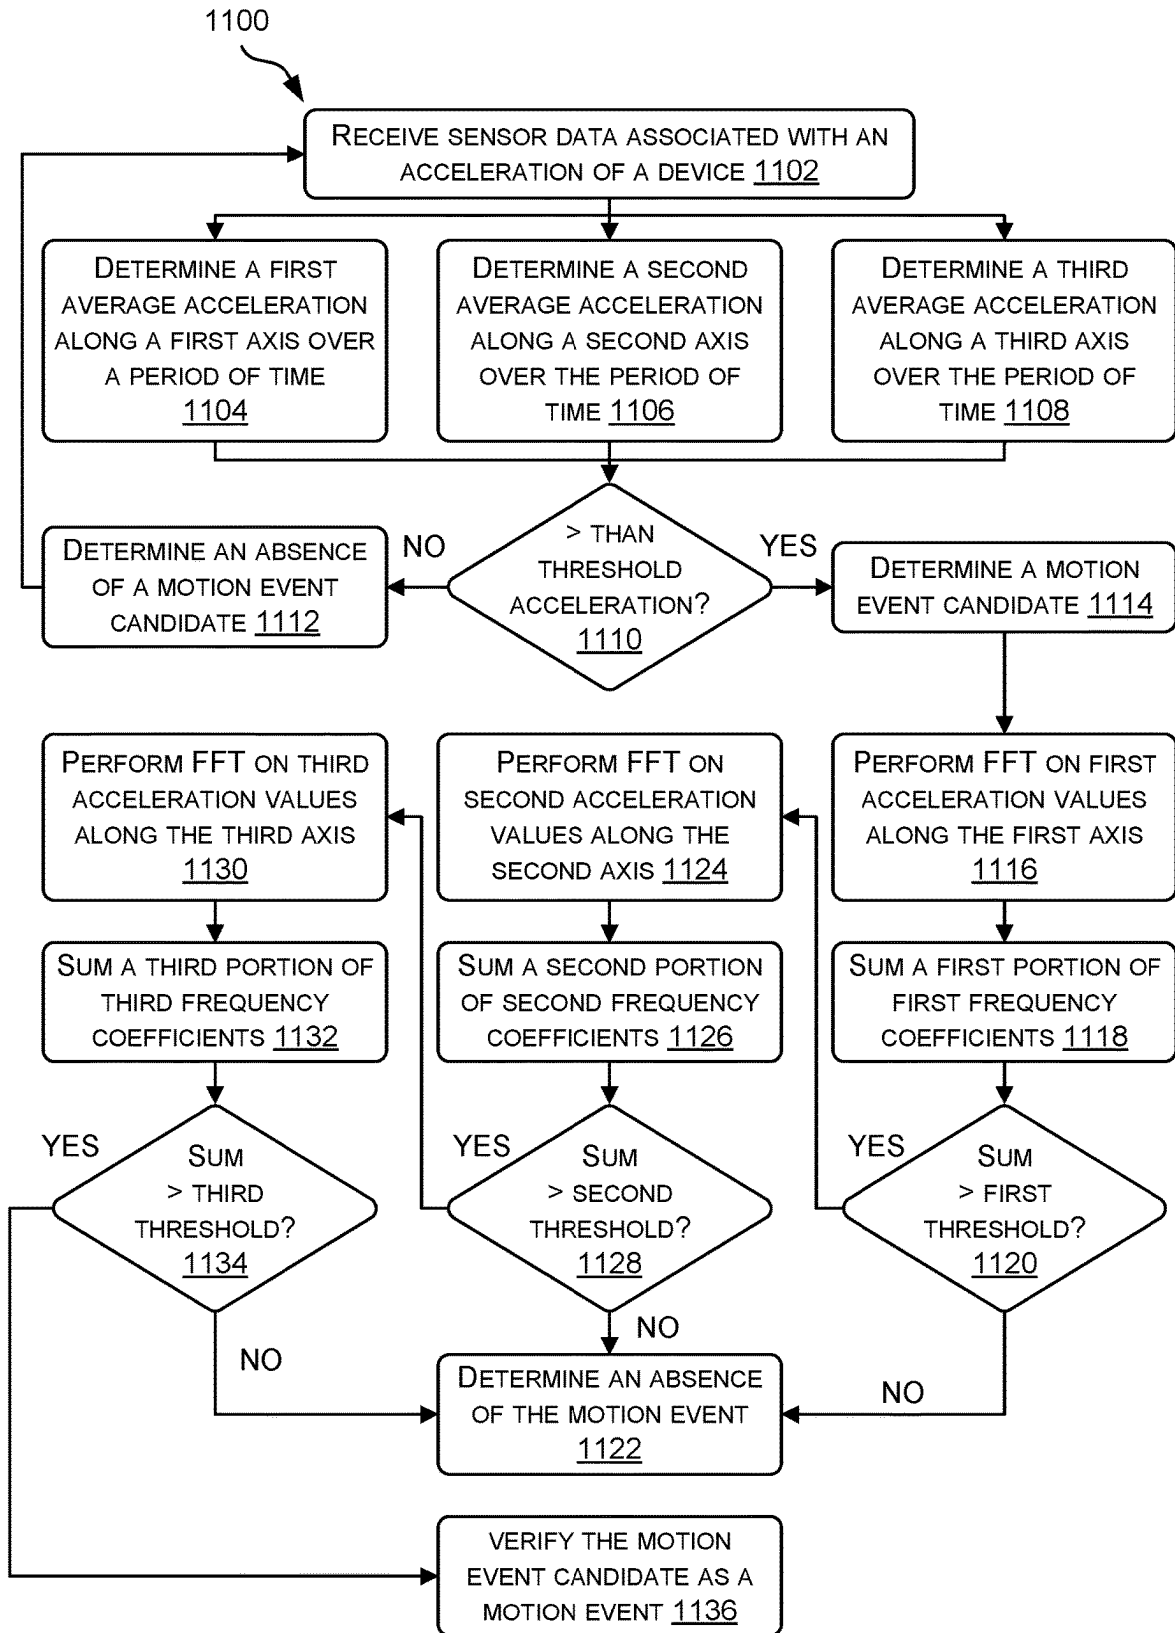 1100
RECEIVE SENSOR DATA ASSOCIATED WITH AN
ACCELERATION OF A DEVICE 1102
DETERMINE A FIRST
AVERAGE ACCELERATION
ALONG A FIRST AXIS OVER
A PERIOD OF TIME
1104
DETERMINE A SECOND
AVERAGE ACCELERATION
ALONG A SECOND AXIS
OVER THE PERIOD OF
TIME 1106
DETERMINE A THIRD
AVERAGE ACCELERATION
ALONG A THIRD AXIS
OVER THE PERIOD OF
TIME 1108
> THAN
THRESHOLD
ACCELERATION?
1110
NO
YES
DETERMINE AN ABSENCE
OF A MOTION EVENT
CANDIDATE 1112
DETERMINE A MOTION
EVENT CANDIDATE 1114
PERFORM FFT ON THIRD
ACCELERATION VALUES
ALONG THE THIRD AXIS
1130
PERFORM FFT ON
SECOND ACCELERATION
VALUES ALONG THE
SECOND AXIS 1124
PERFORM FFT ON FIRST
ACCELERATION VALUES
ALONG THE FIRST AXIS
1116
SUM A THIRD PORTION OF
THIRD FREQUENCY
COEFFICIENTS 1132
SUM A SECOND PORTION
OF SECOND FREQUENCY
COEFFICIENTS 1126
SUM A FIRST PORTION OF
FIRST FREQUENCY
COEFFICIENTS 1118
YES
SUM
> THIRD
THRESHOLD?
1134
YES
SUM
> SECOND
THRESHOLD?
1128
YES
SUM
> FIRST
THRESHOLD?
1120
NO
NO
NO
DETERMINE AN ABSENCE
OF THE MOTION EVENT
1122
VERIFY THE MOTION
EVENT CANDIDATE AS A
MOTION EVENT 1136